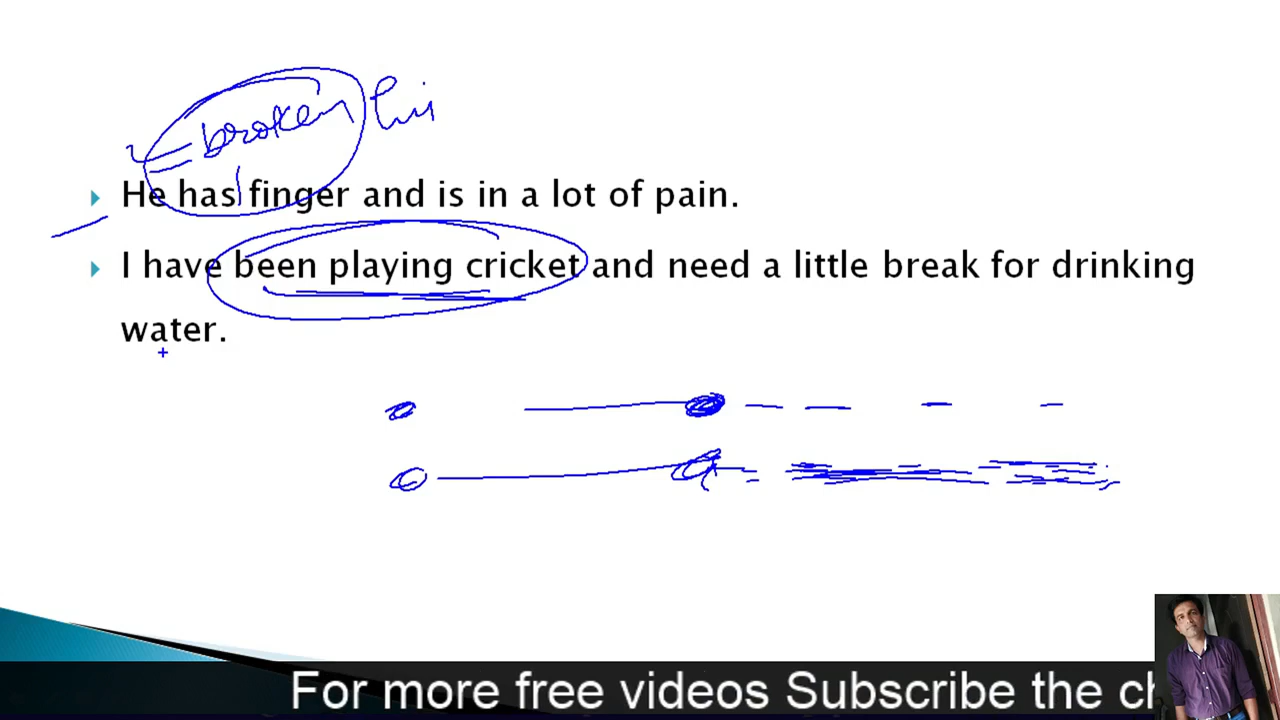 broken his
He has finger and is in a lot of pain.
I have been playing cricket and need a little break for drinking
water.
For more free videos Subscribe the ch